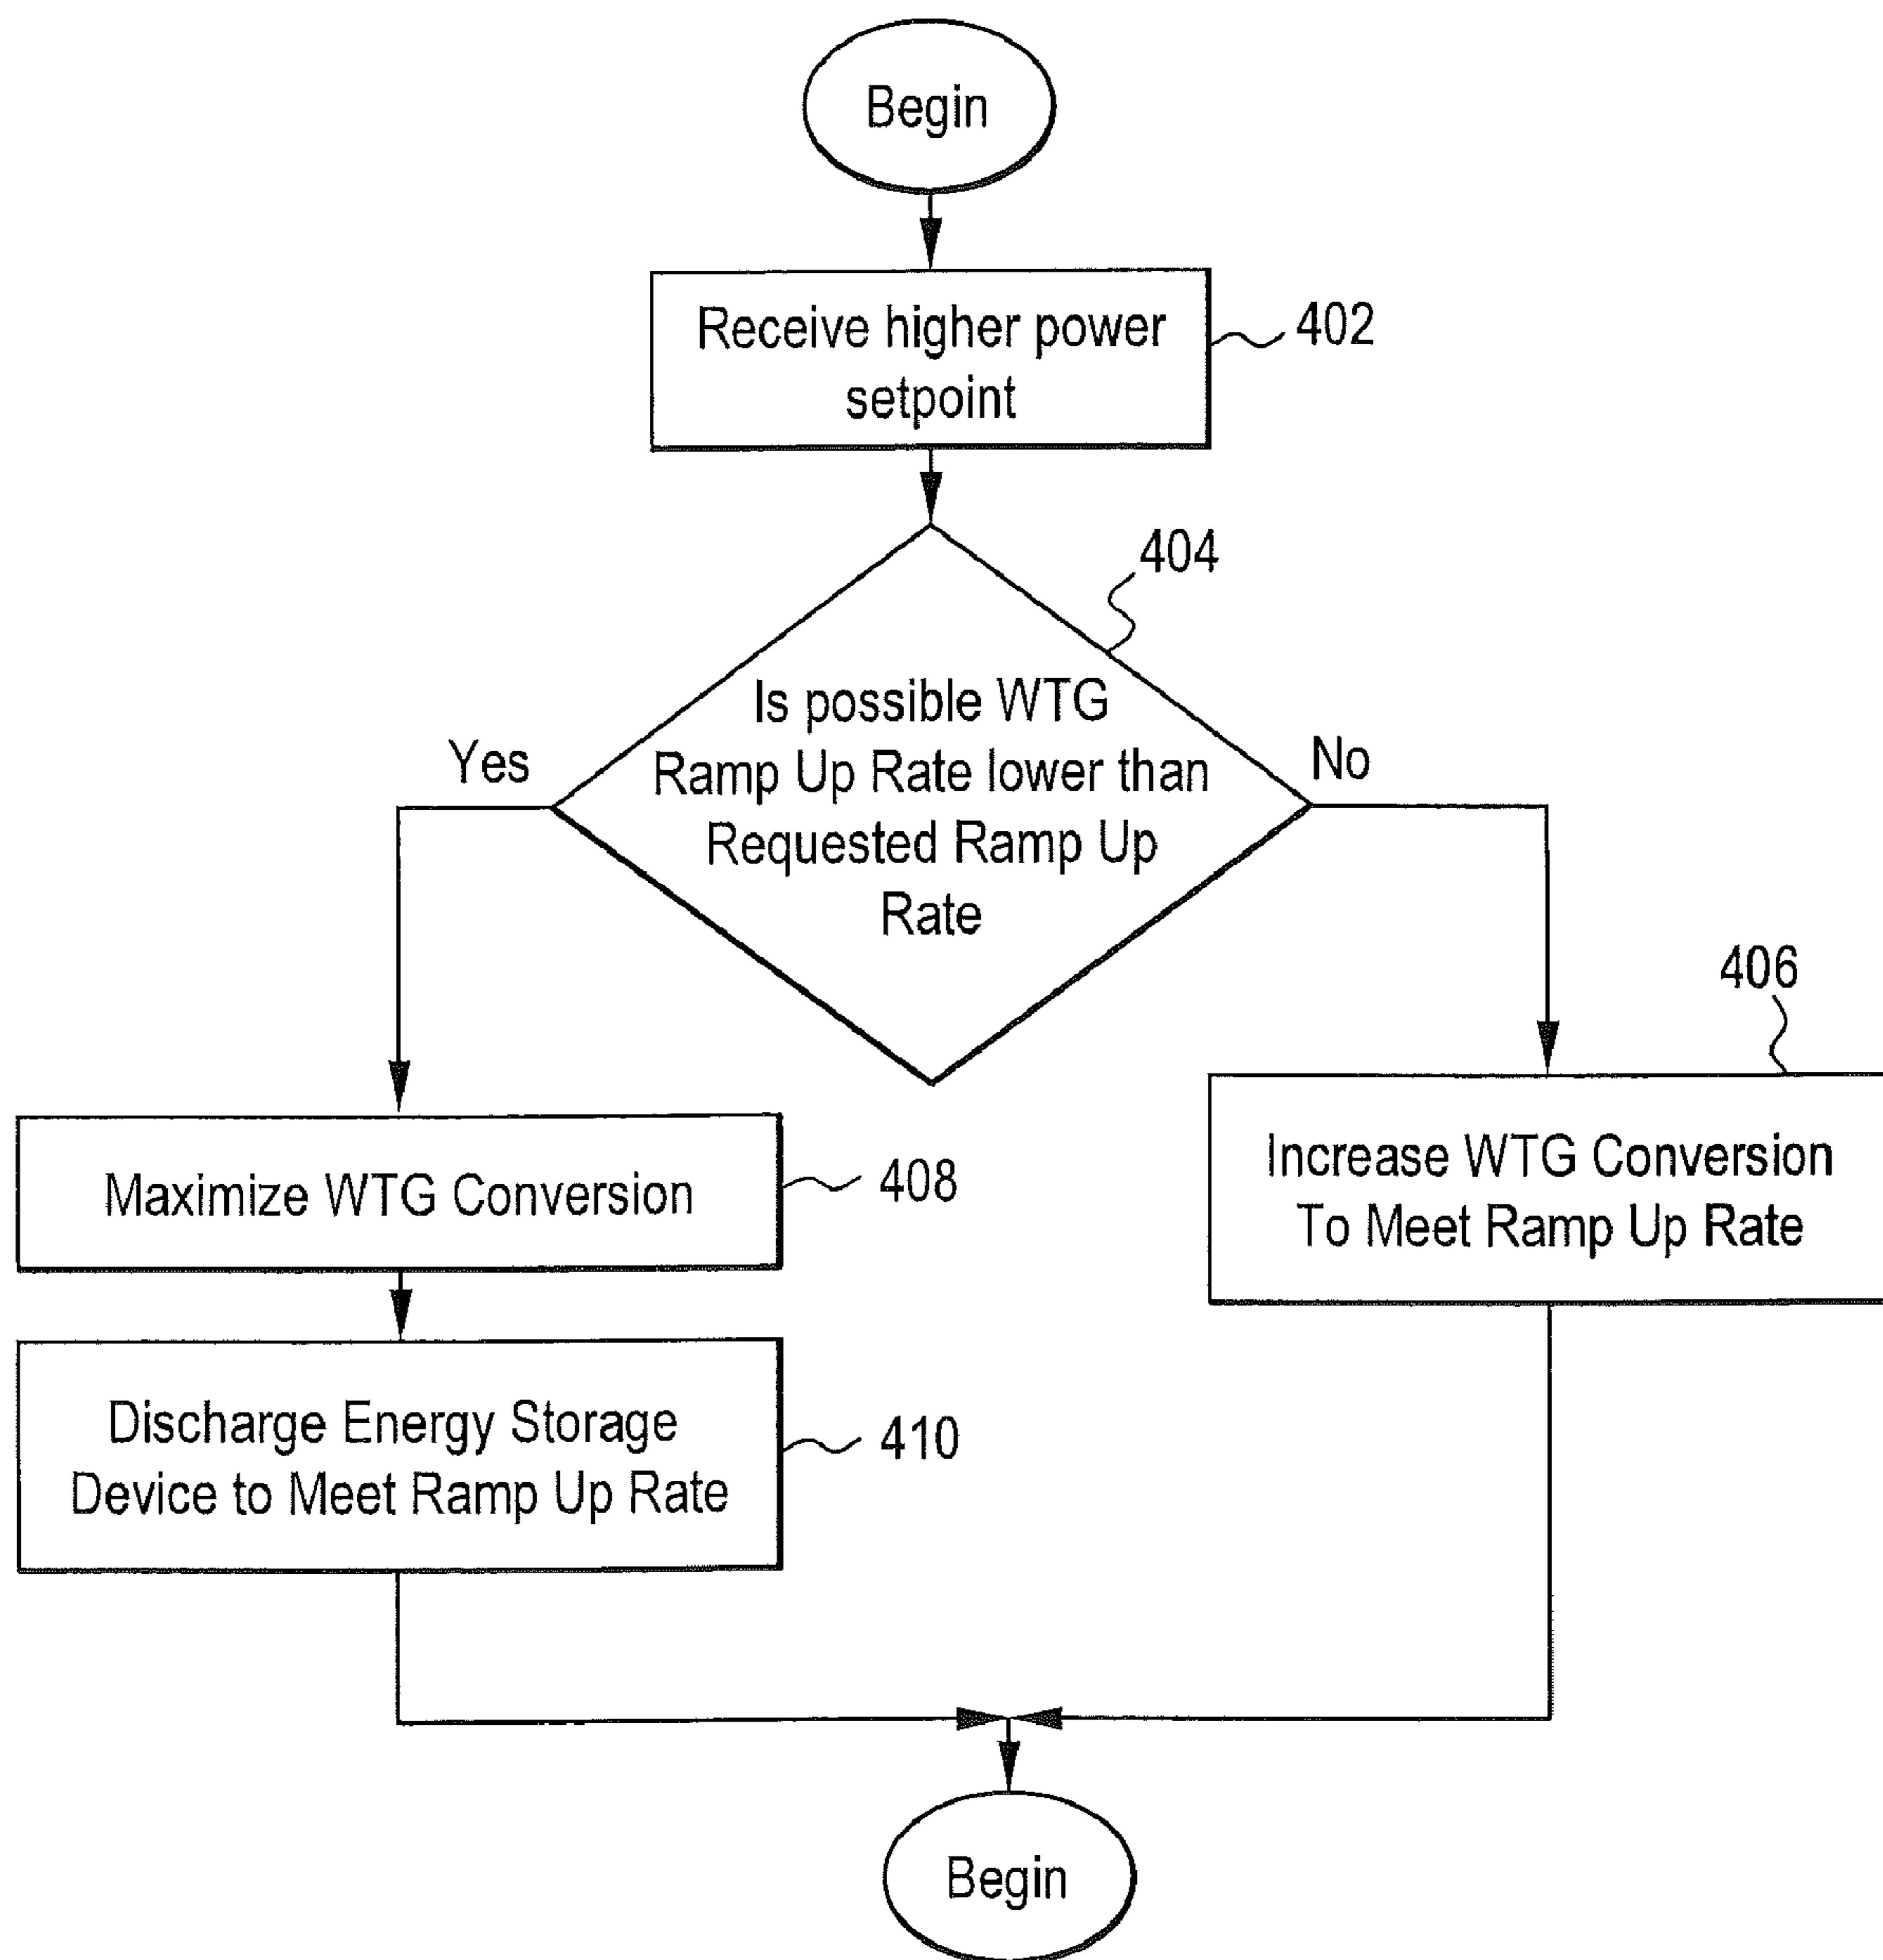 Begin
Receive higher power
setpoint
402
404
Is possible WTG
Ramp Up Rate lower than
Requested Ramp Up
Rate
Yes
No
406
Increase WTG Conversion
To Meet Ramp Up Rate
Maximize WTG Conversion
408
Discharge Energy Storage
Device to Meet Ramp Up Rate
410
Begin